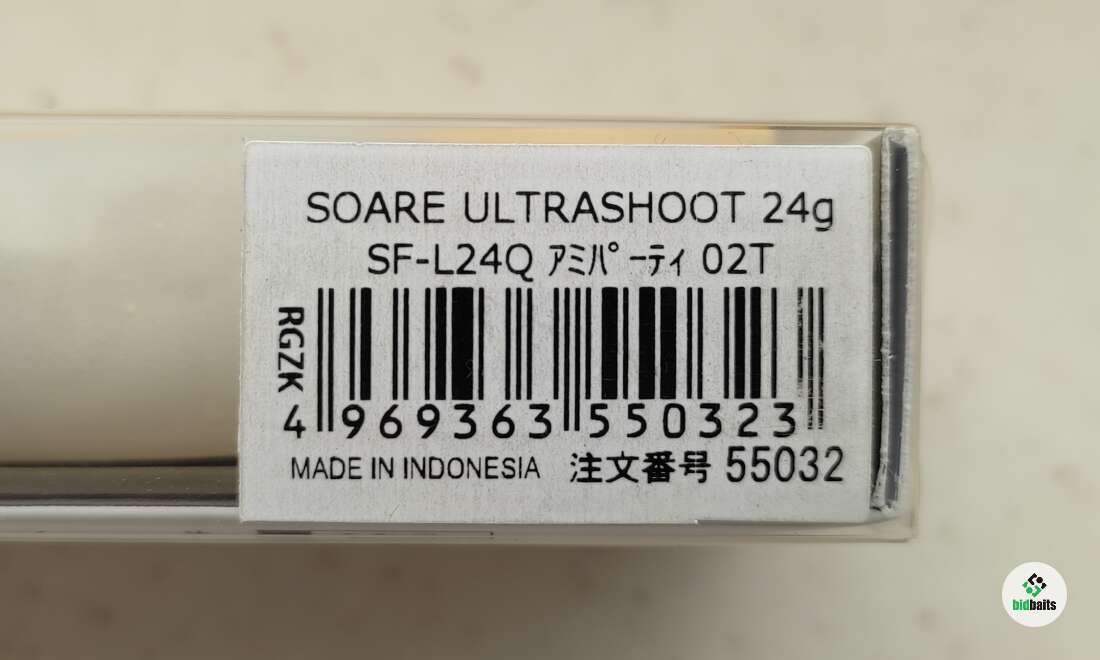 SOARE ULTRASHOOT 24g
SF-L24Q ｱﾐﾊﾟｰﾃｨ 02T
RGZK
4 969363 550323
MADE IN INDONESIA 注文番号 55032
bidbaits